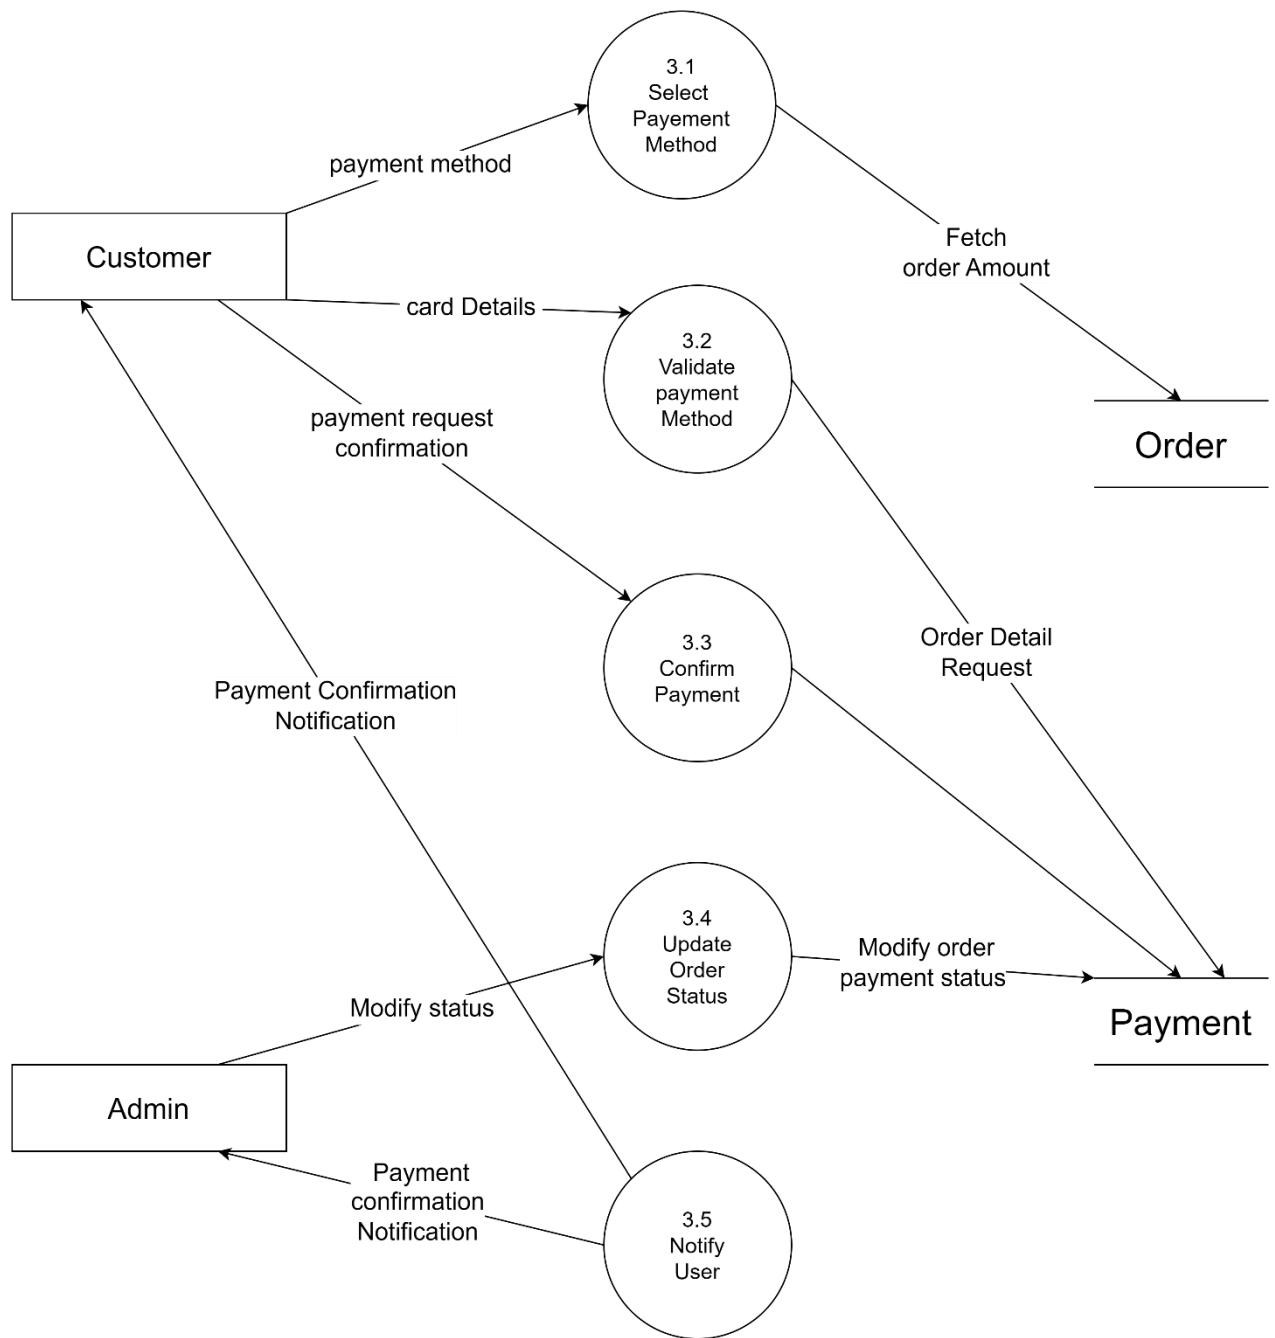 3.1
Select
Payement
Method
payment method
Fetch
order Amount
Customer
card Details
3.2
Validate
payment
Method
payment request
confirmation
Order
3.3
Confirm
Payment
Order Detail
Request
Payment Confirmation
Notification
3.4
Update
Order
Status
Modify order
payment status
Modify status
Payment
Admin
Payment
confirmation
Notification
3.5
Notify
User